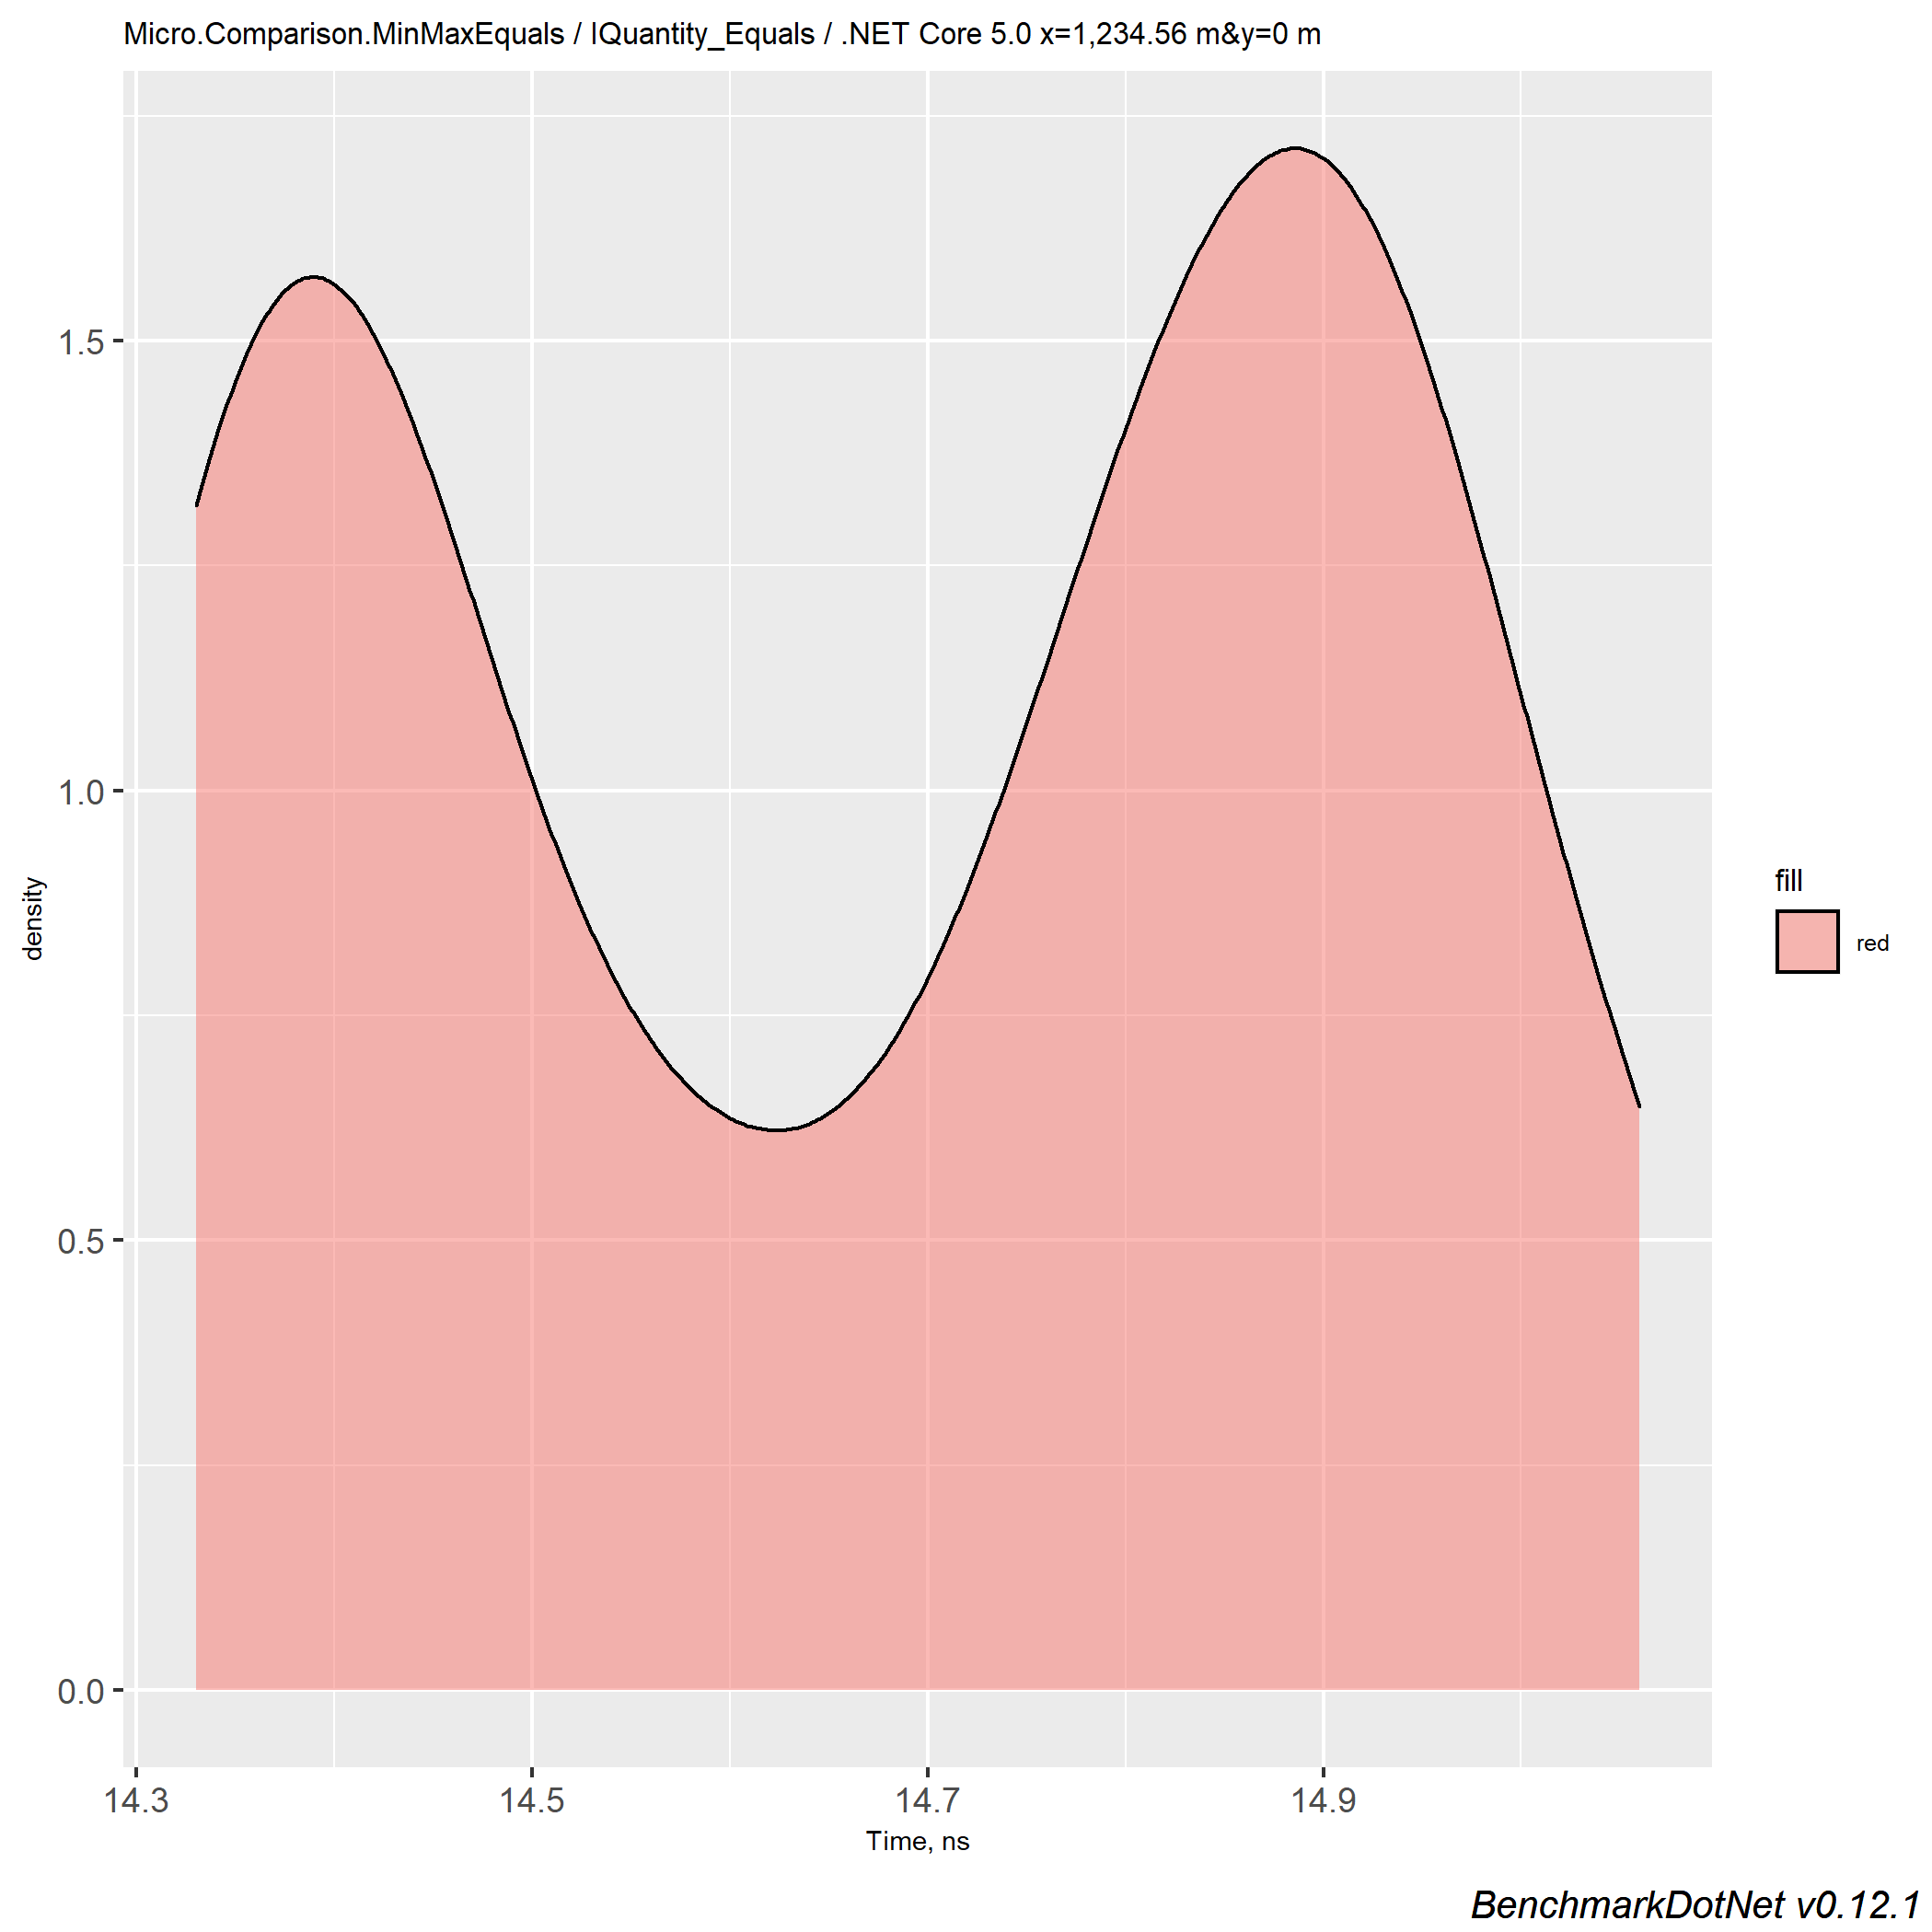 Micro.Comparison.MinMaxEquals / IQuantity_Equals / .NET Core 5.0 x=1,234.56 m&y=0 m
1.5
1.0
0.5
0.0
density
14.3 14.5 14.7 14.9
Time, ns
fill
red
BenchmarkDotNet v0.12.1